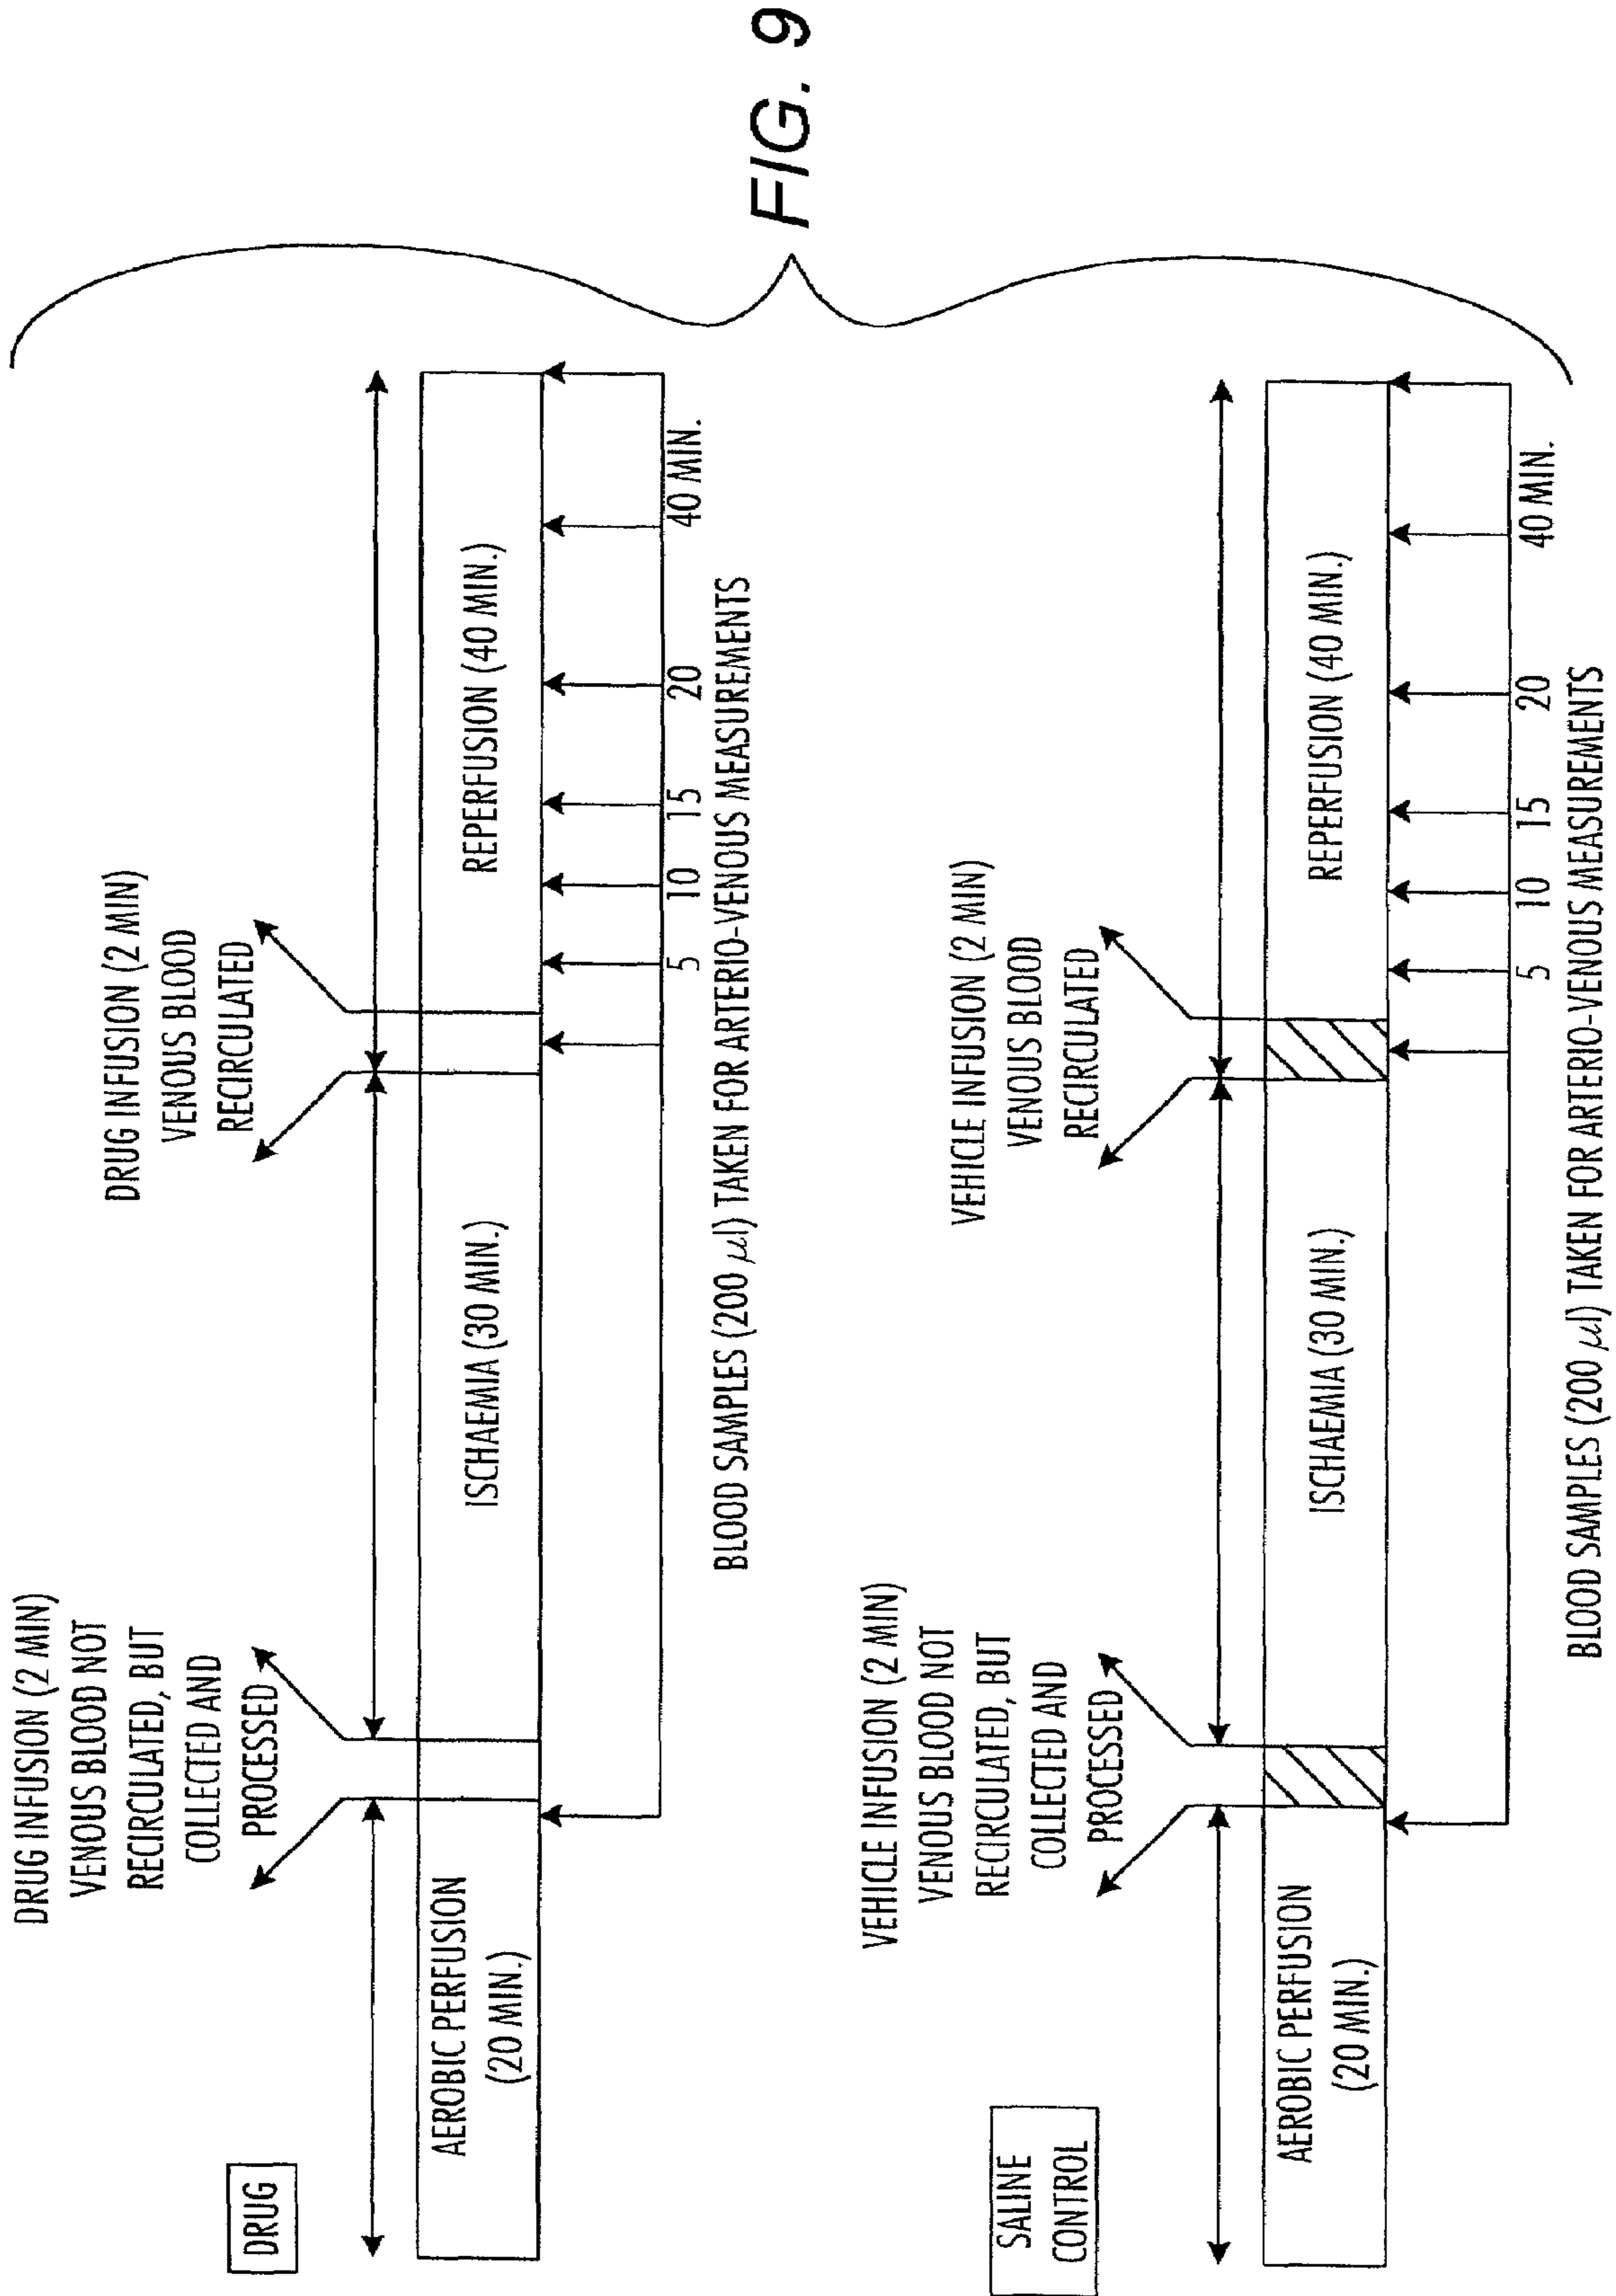 DRUG
DRUG INFUSION (2 MIN)
VENOUS BLOOD NOT
RECIRCULATED, BUT
COLLECTED AND
PROCESSED
DRUG INFUSION (2 MIN)
VENOUS BLOOD
RECIRCULATED
AEROBIC PERFUSION
(20 MIN.)
ISCHAEMIA (30 MIN.)
REPERFUSION (40 MIN.)
5 10 15 20 40 MIN.
BLOOD SAMPLES (200 μl) TAKEN FOR ARTERIO-VENOUS MEASUREMENTS
SALINE
CONTROL
VEHICLE INFUSION (2 MIN)
VENOUS BLOOD NOT
RECIRCULATED, BUT
COLLECTED AND
PROCESSED
VEHICLE INFUSION (2 MIN)
VENOUS BLOOD
RECIRCULATED
AEROBIC PERFUSION
(20 MIN.)
ISCHAEMIA (30 MIN.)
REPERFUSION (40 MIN.)
5 10 15 20 40 MIN.
BLOOD SAMPLES (200 μl) TAKEN FOR ARTERIO-VENOUS MEASUREMENTS
FIG. 9